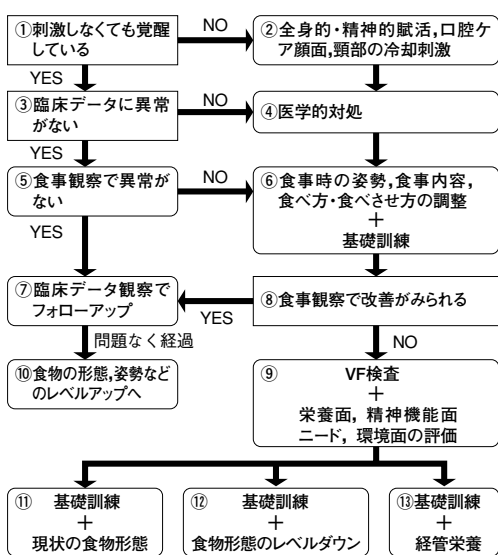 ①刺激しなくても覚醒
している
NO
②全身的・精神的賦活,口腔ケ
ア顔面,頸部の冷却刺激
YES
③臨床データに異常
がない
NO
④医学的対処
YES
⑤食事観察で異常が
ない
NO
⑥食事時の姿勢,食事内容,
食べ方・食べさせ方の調整
+
基礎訓練
YES
⑦臨床データ観察で
フォローアップ
YES
⑧食事観察で改善がみられる
問題なく経過
NO
⑩食物の形態,姿勢など
のレベルアップへ
⑨ VF検査
+
栄養面, 精神機能面
ニード, 環境面の評価
⑪ 基礎訓練
+
現状の食物形態
⑫ 基礎訓練
+
食物形態のレベルダウン
⑬基礎訓練
+
経管栄養